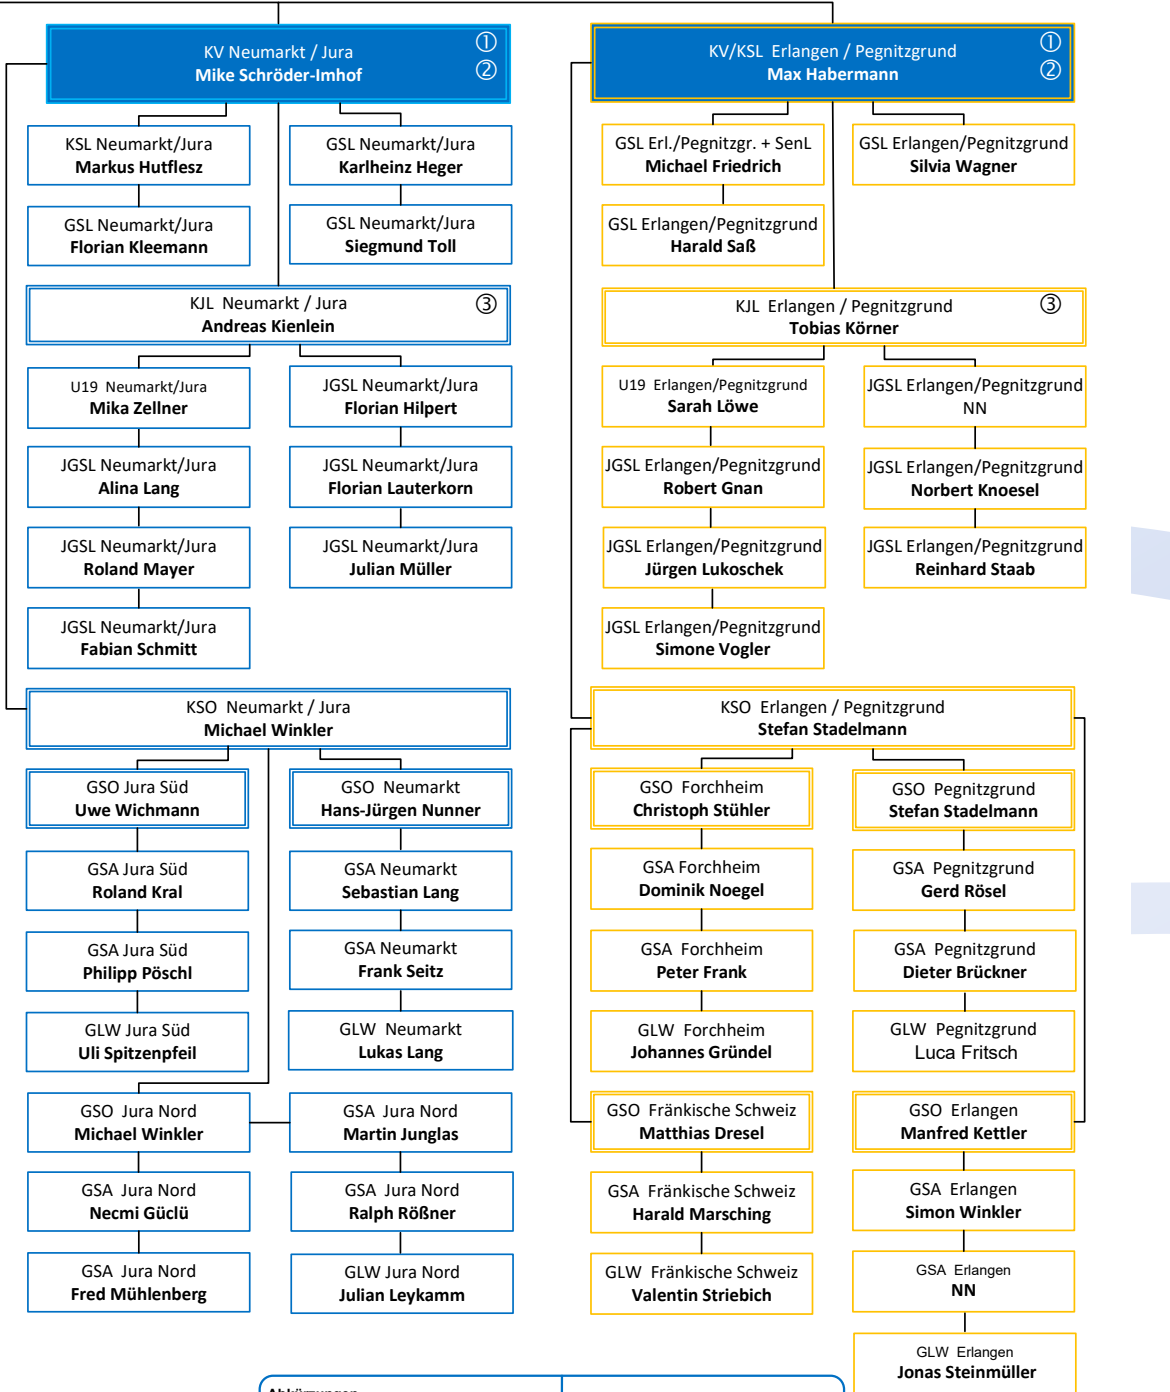 KV Neumarkt / Jura
Mike Schröder-Imhof
①
②
KSL Neumarkt/Jura
Markus Hutflesz
GSL Neumarkt/Jura
Karlheinz Heger
GSL Neumarkt/Jura
Florian Kleemann
GSL Neumarkt/Jura
Siegmund Toll
KJL Neumarkt / Jura
Andreas Kienlein
③
U19 Neumarkt/Jura
Mika Zellner
JGSL Neumarkt/Jura
Florian Hilpert
JGSL Neumarkt/Jura
Alina Lang
JGSL Neumarkt/Jura
Florian Lauterkorn
JGSL Neumarkt/Jura
Roland Mayer
JGSL Neumarkt/Jura
Julian Müller
JGSL Neumarkt/Jura
Fabian Schmitt
KSO Neumarkt / Jura
Michael Winkler
GSO Jura Süd
Uwe Wichmann
GSO Neumarkt
Hans-Jürgen Nunner
GSA Jura Süd
Roland Kral
GSA Neumarkt
Sebastian Lang
GSA Jura Süd
Philipp Pöschl
GSA Neumarkt
Frank Seitz
GLW Jura Süd
Uli Spitzenpfeil
GLW Neumarkt
Lukas Lang
GSO Jura Nord
Michael Winkler
GSA Jura Nord
Martin Junglas
GSA Jura Nord
Necmi Güclü
GSA Jura Nord
Ralph Rößner
GSA Jura Nord
Fred Mühlenberg
GLW Jura Nord
Julian Leykamm
KV/KSL Erlangen / Pegnitzgrund
Max Habermann
①
②
GSL Erl./Pegnitzgr. + SenL
Michael Friedrich
GSL Erlangen/Pegnitzgrund
Silvia Wagner
GSL Erlangen/Pegnitzgrund
Harald Saß
KJL Erlangen / Pegnitzgrund
Tobias Körner
③
U19 Erlangen/Pegnitzgrund
Sarah Löwe
JGSL Erlangen/Pegnitzgrund
NN
JGSL Erlangen/Pegnitzgrund
Robert Gnan
JGSL Erlangen/Pegnitzgrund
Norbert Knoesel
JGSL Erlangen/Pegnitzgrund
Jürgen Lukoschek
JGSL Erlangen/Pegnitzgrund
Reinhard Staab
JGSL Erlangen/Pegnitzgrund
Simone Vogler
KSO Erlangen / Pegnitzgrund
Stefan Stadelmann
GSO Forchheim
Christoph Stühler
GSO Pegnitzgrund
Stefan Stadelmann
GSA Forchheim
Dominik Noegel
GSA Pegnitzgrund
Gerd Rösel
GSA Forchheim
Peter Frank
GSA Pegnitzgrund
Dieter Brückner
GLW Forchheim
Johannes Gründel
GLW Pegnitzgrund
Luca Fritsch
GSO Fränkische Schweiz
Matthias Dresel
GSO Erlangen
Manfred Kettler
GSA Fränkische Schweiz
Harald Marsching
GSA Erlangen
Simon Winkler
GLW Fränkische Schweiz
Valentin Striebich
GSA Erlangen
NN
GLW Erlangen
Jonas Steinmüller